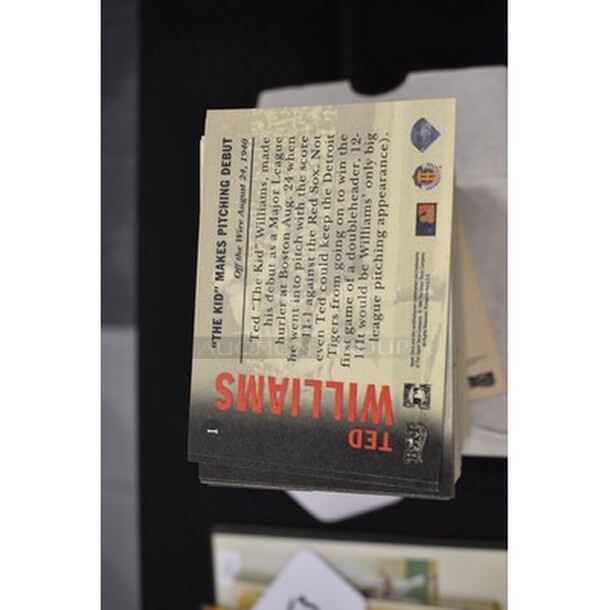 "THE KID" MAKES PITCHING DEBUT
Off the Wire August 24, 1940
Ted "The Kid" Williams, made
his debut as a Major League
hurler at Boston Aug. 24 when
he went into pitch with the score
11-1 against the Red Sox. Not
even Ted could keep the Detroit
Tigers from going on to win the
first game of a doubleheader, 12-
1 (It would be Williams' only big
league pitching appearance).
TED
WILLIAMS
1